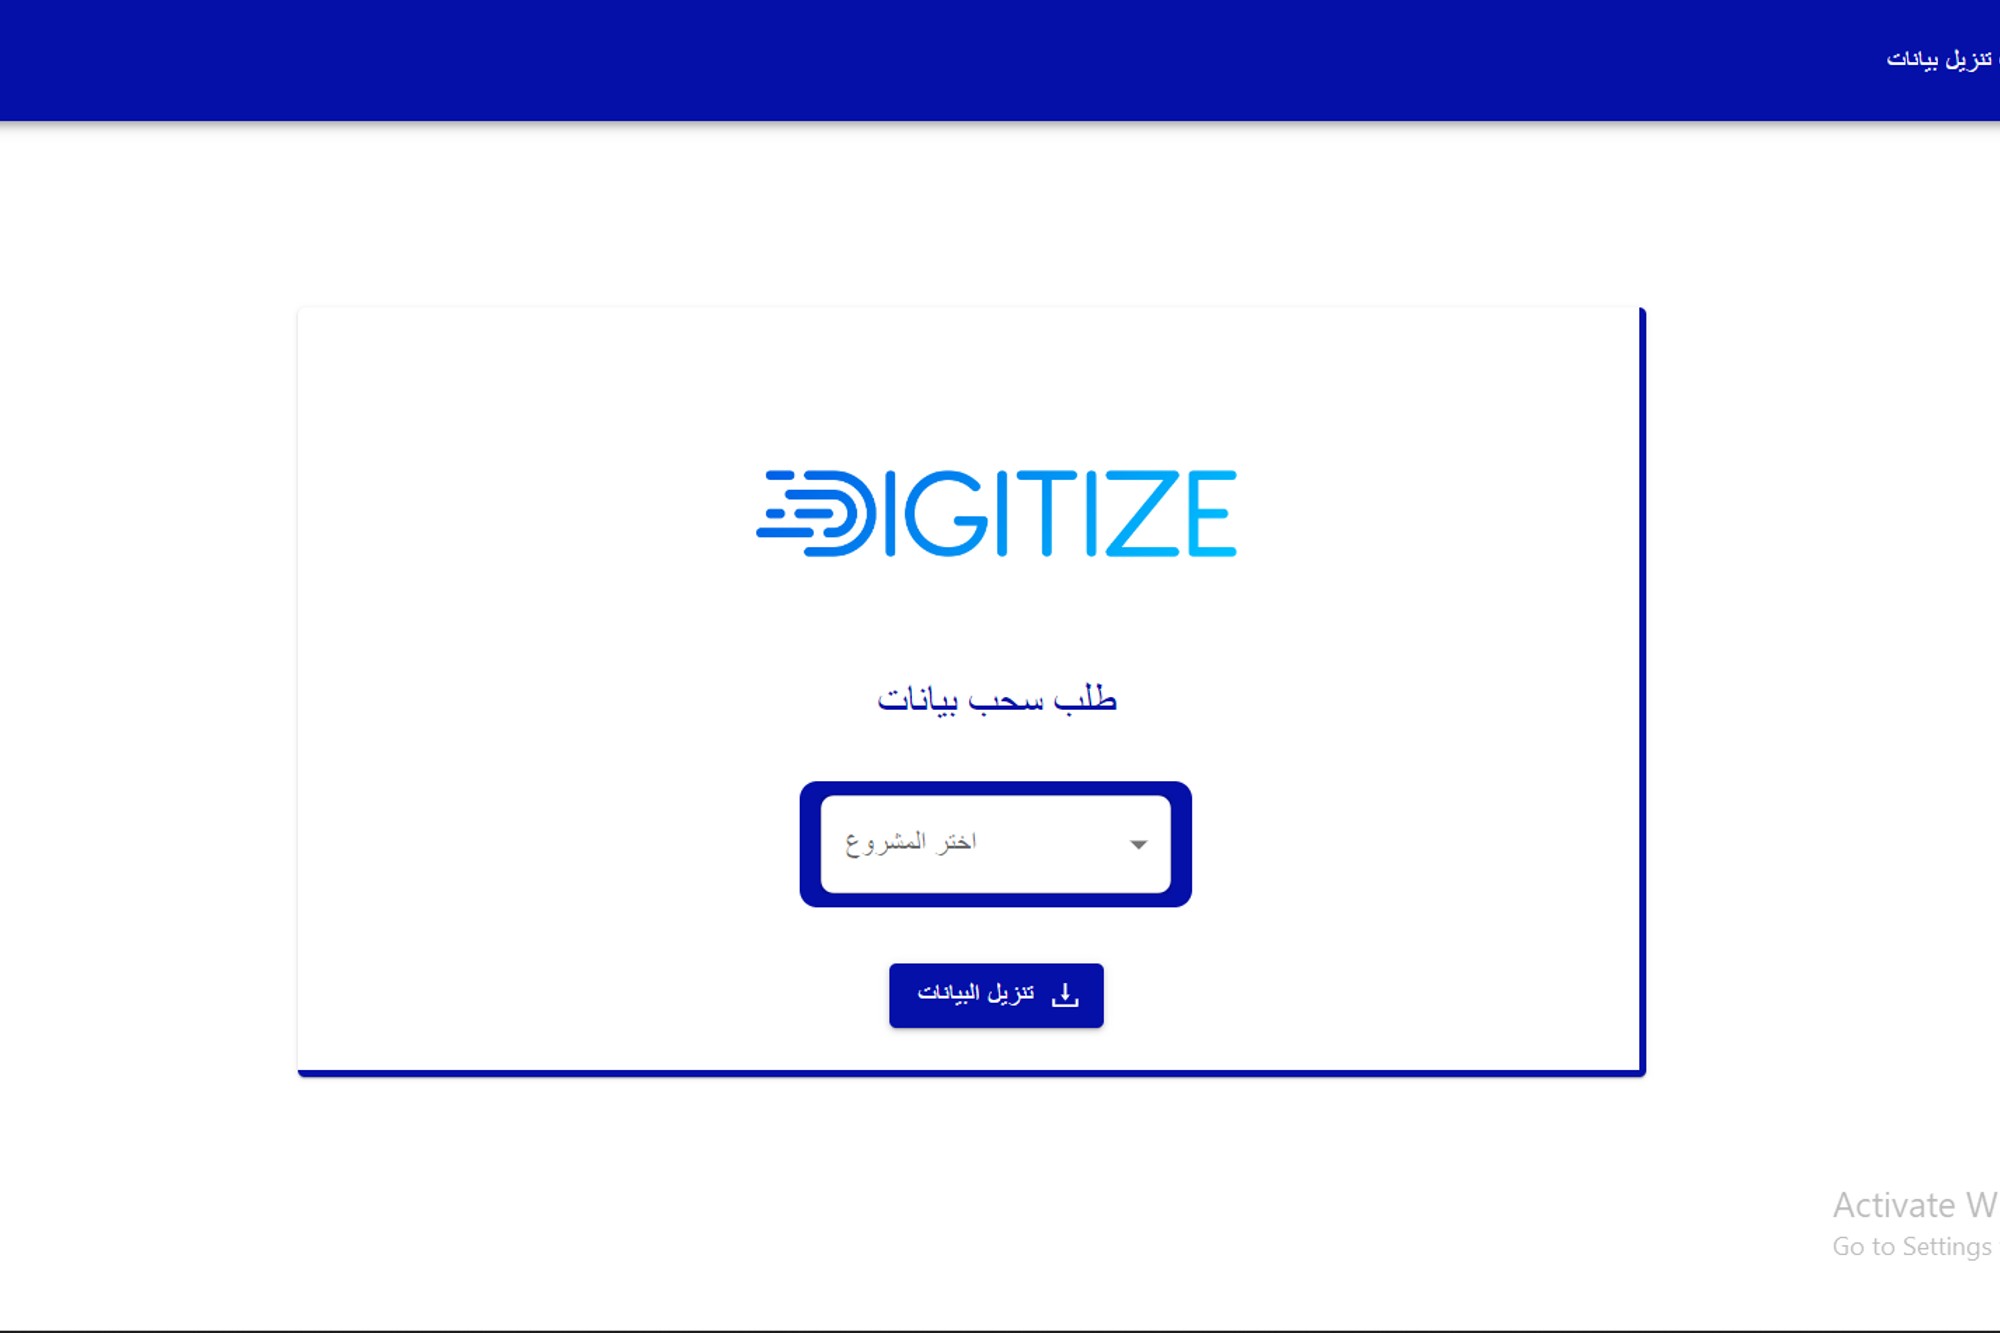 تنزيل بيانات
DIGITIZE
طلب سحب بيانات
اختر المشروع
تنزيل البيانات
Activate W
Go to Settings